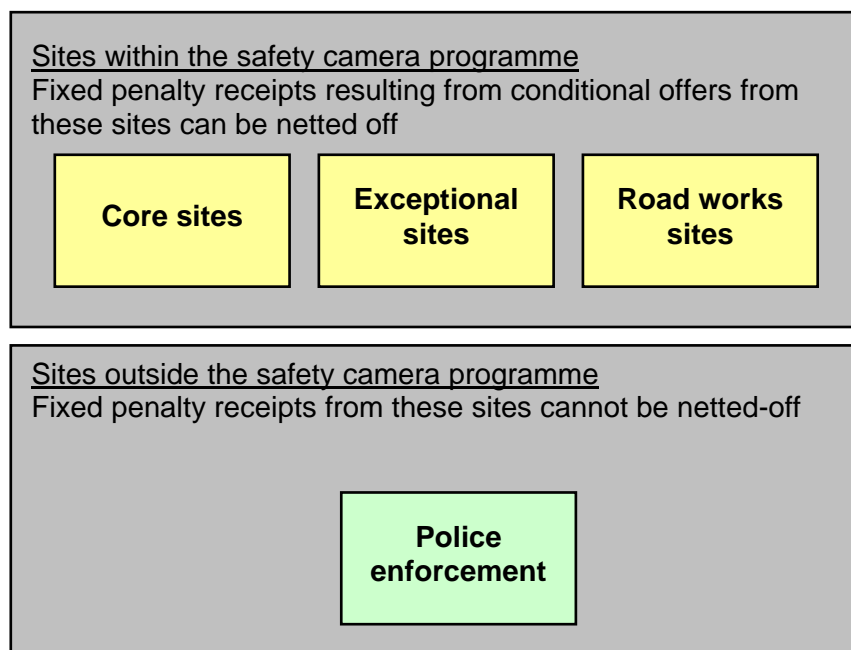 Sites within the safety camera programme
Fixed penalty receipts resulting from conditional offers from
these sites can be netted off
Core sites
Exceptional
sites
Road works
sites
Sites outside the safety camera programme
Fixed penalty receipts from these sites cannot be netted-off
Police
enforcement